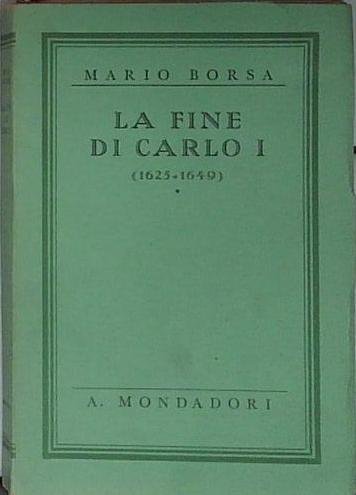 MARIO BORSA
LA FINE
DI CARLO I
(1625-1649)
A. MONDADORI